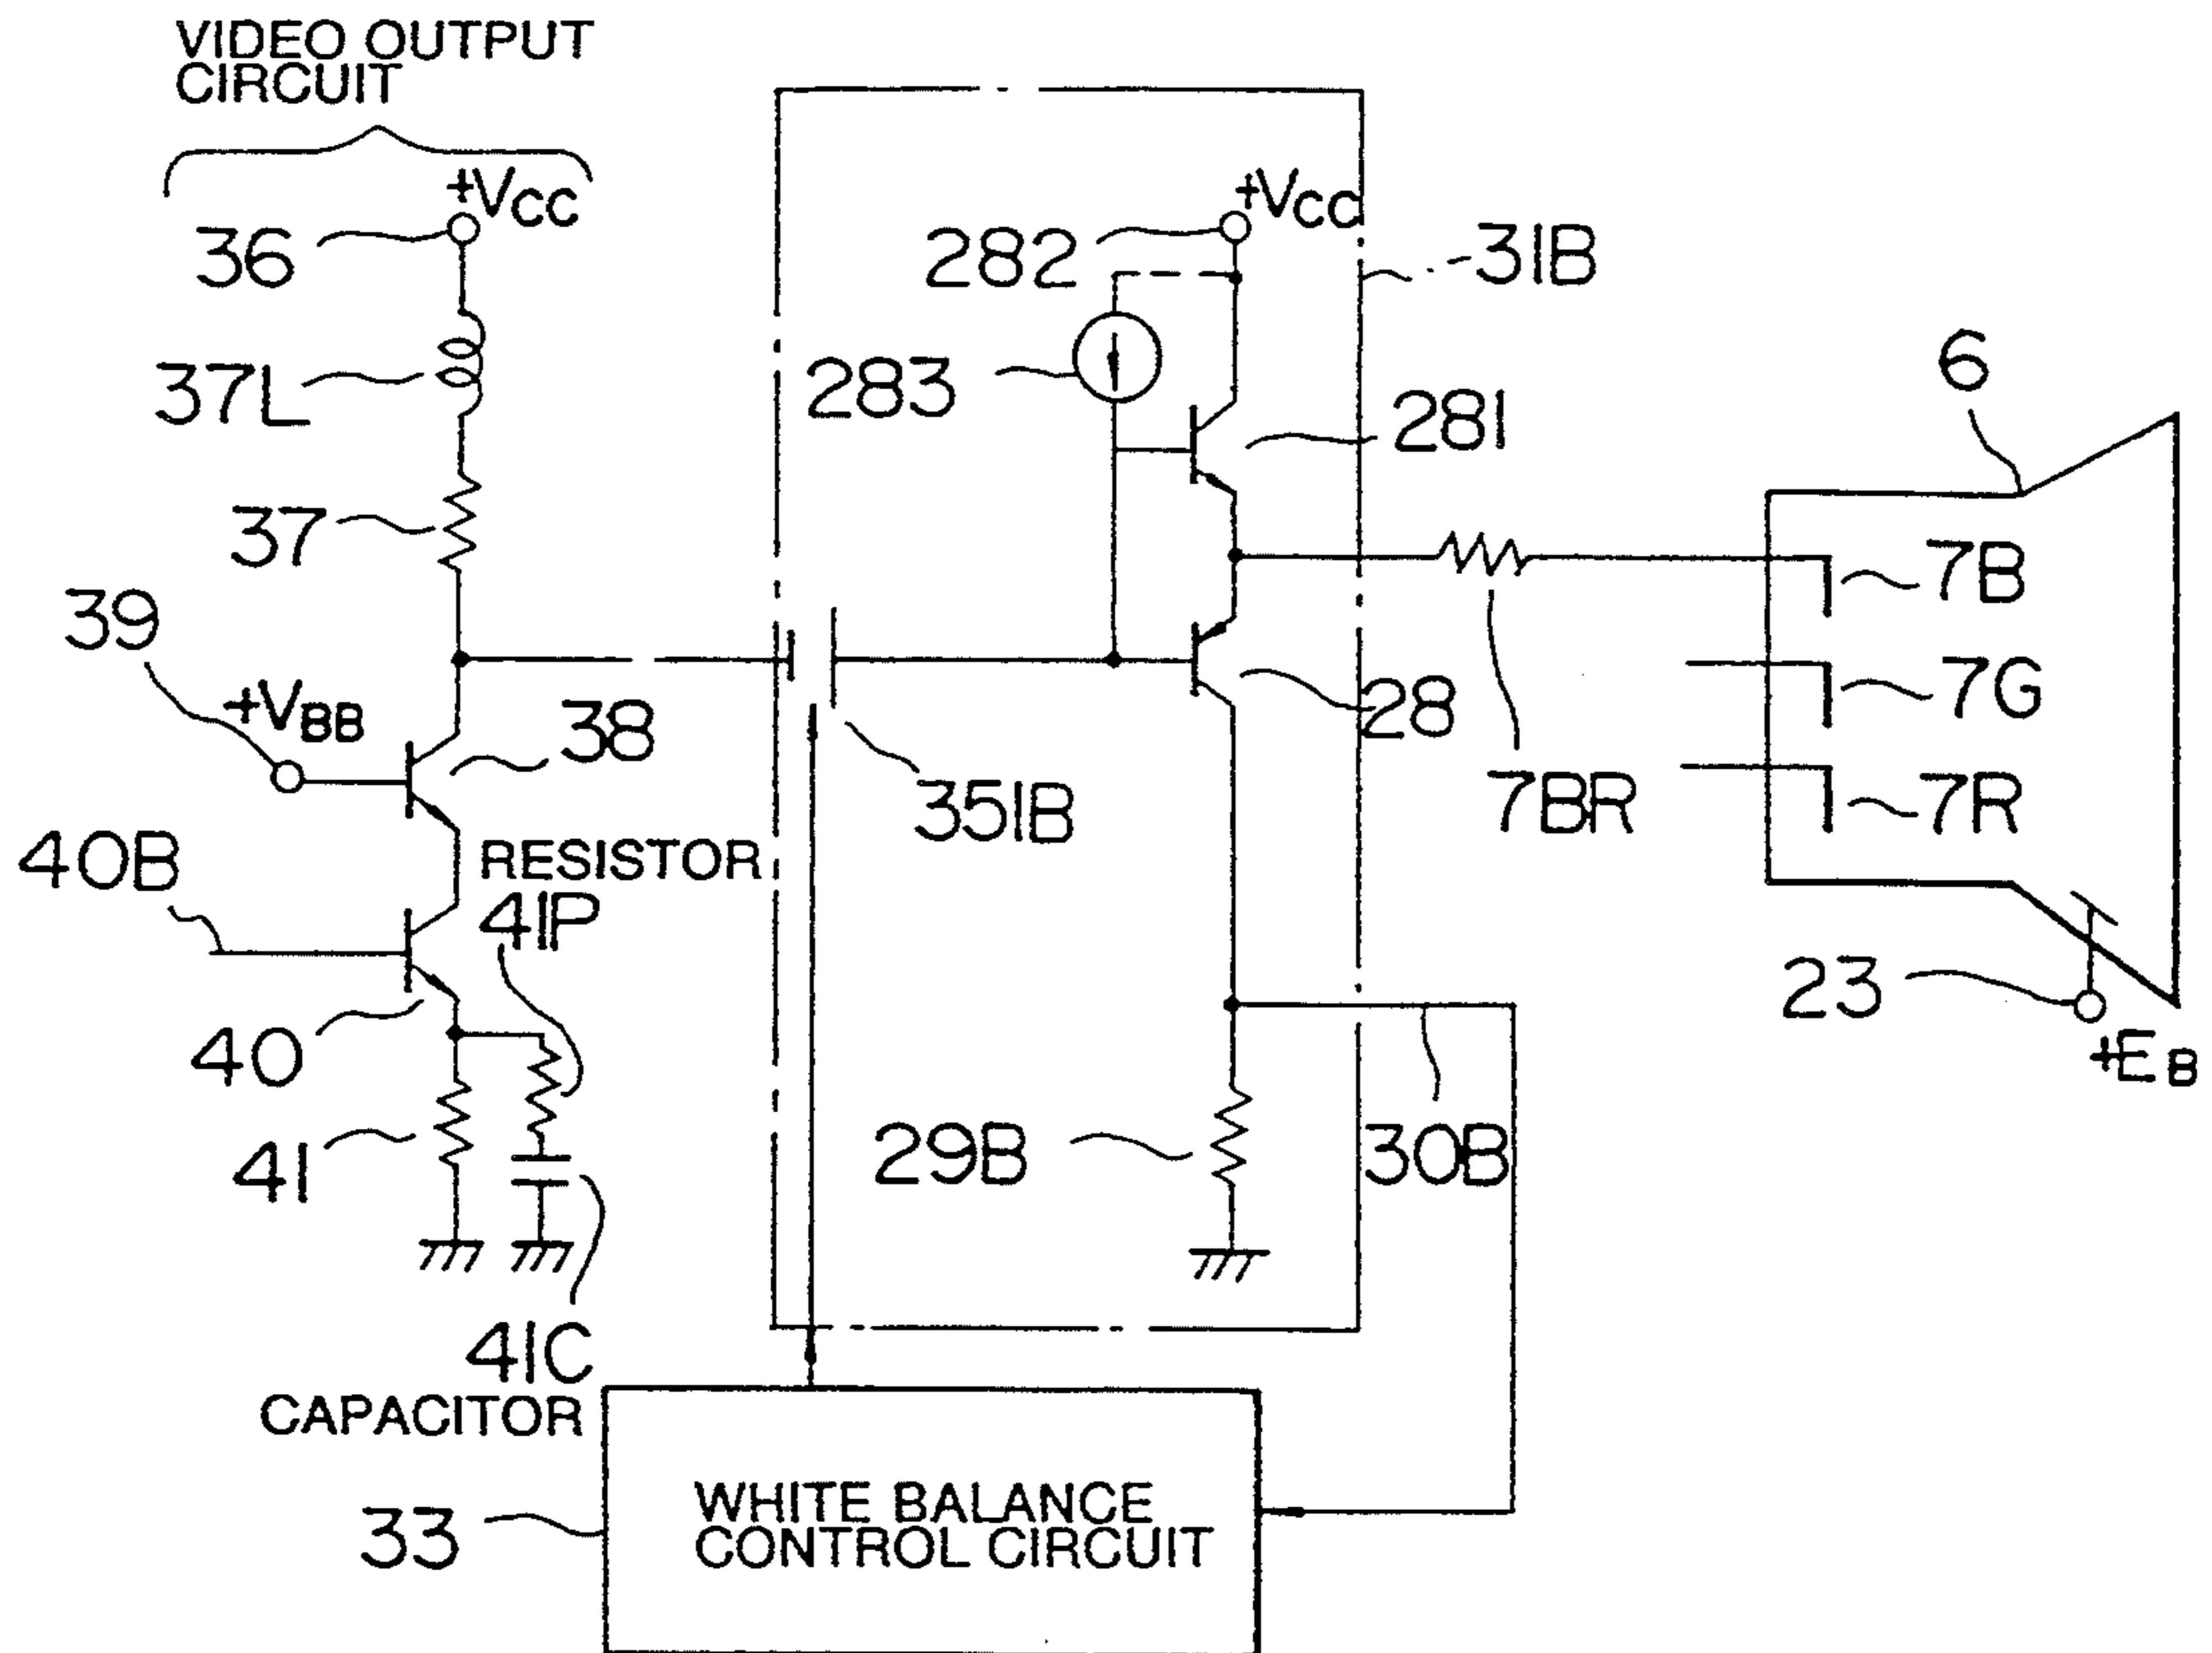 VIDEO OUTPUT
CIRCUIT
+VCC
36
37L
37
39
+VBB
38
40B
RESISTOR
41P
40
41
41C
CAPACITOR
+VCC
282
31B
283
281
28
351B
7BR
29B
30B
6
7B
7G
7R
23
+EB
33
WHITE BALANCE
CONTROL CIRCUIT